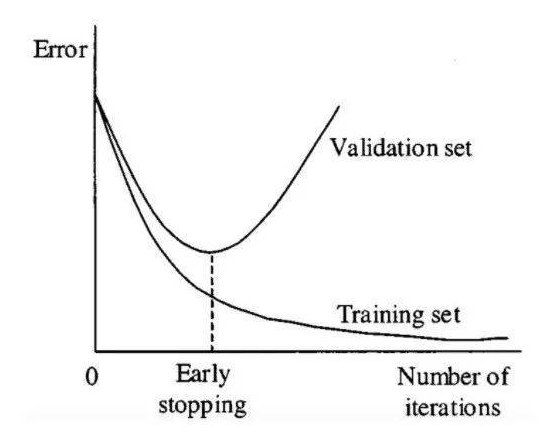 Error
Validation set
Training set
0
Early
stopping
Number of
iterations